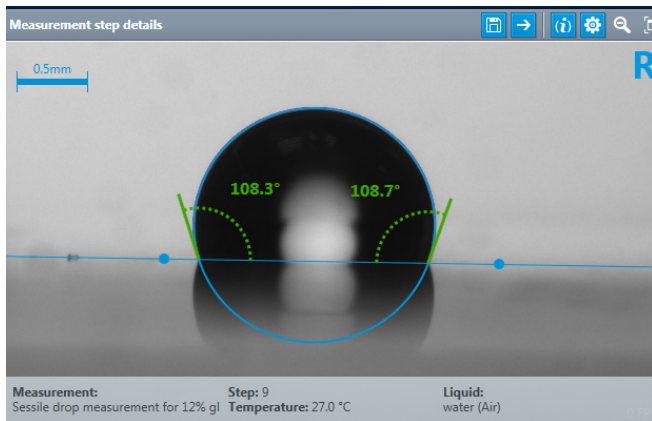 Measurement step details
0.5mm
R
108.3°
108.7°
Measurement:
Sessile drop measurement for 12% gl
Step: 9
Temperature: 27.0 °C
Liquid:
water (Air)